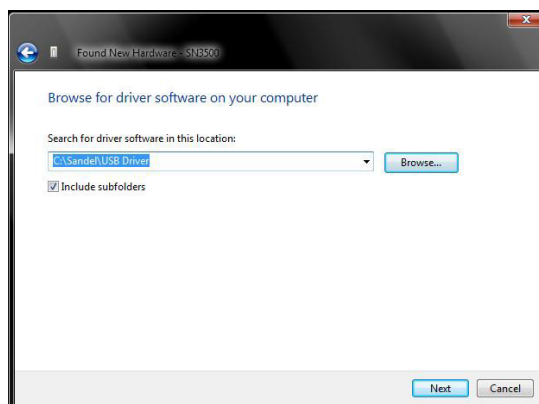 Found New Hardware - SN3500
Browse for driver software on your computer
Search for driver software in this location:
C:\Sandel\USB Driver
Browse...
Include subfolders
Next
Cancel